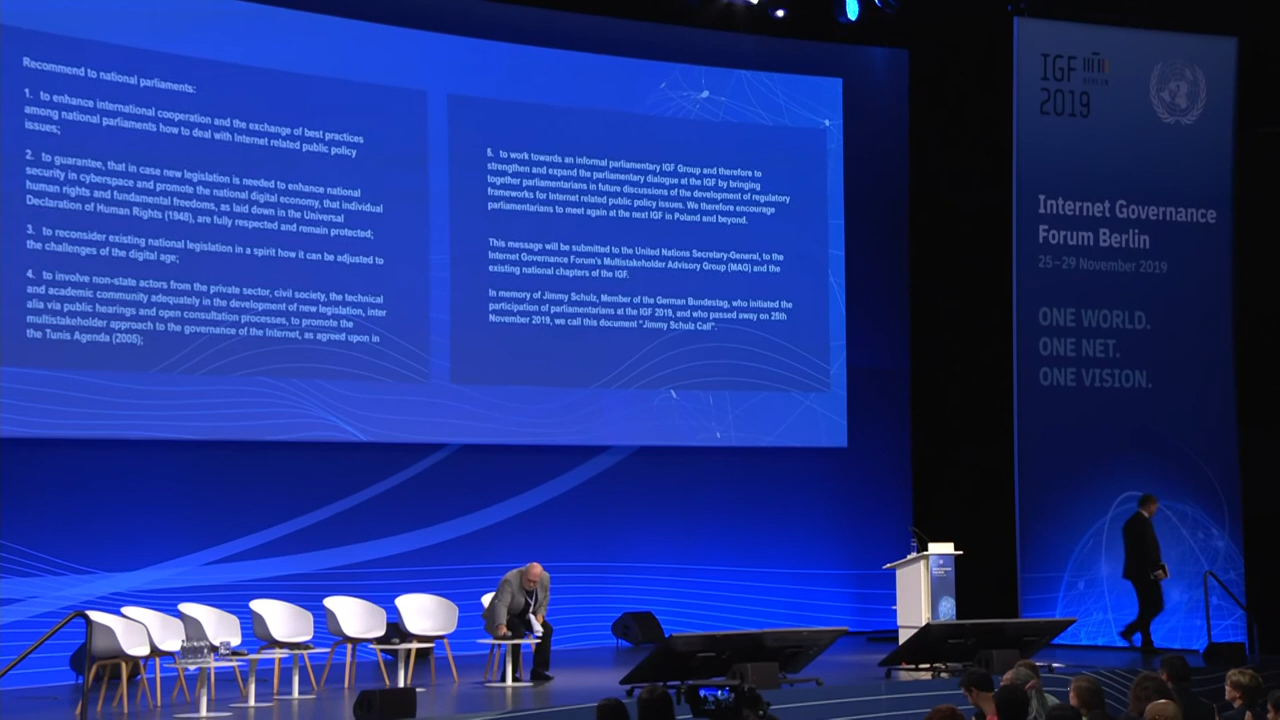 Recommend to national parliaments:
1. to enhance international cooperation and the exchange of best practices
among national parliaments how to deal with Internet related public policy
issues;
2. to guarantee, that in case new legislation is needed to enhance national
security in cyberspace and promote the national digital economy, that individual
human rights and fundamental freedoms, as laid down in the Universal
Declaration of Human Rights (1948), are fully respected and remain protected;
3. to reconsider existing national legislation in a spirit how it can be adjusted to
the challenges of the digital age;
4. to involve non-state actors from the private sector, civil society, the technical
and academic community adequately in the development of new legislation, inter
alia via public hearings and open consultation processes, to promote the
multistakeholder approach to the governance of the Internet, as agreed upon in
the Tunis Agenda (2005);
5. to work towards an informal parliamentary IGF Group and therefore to
strengthen and expand the parliamentary dialogue at the IGF by bringing
together parliamentarians in future discussions of the development of regulatory
frameworks for Internet related public policy issues. We therefore encourage
parliamentarians to meet again at the next IGF in Poland and beyond.
This message will be submitted to the United Nations Secretary-General, to the
Internet Governance Forum's Multistakeholder Advisory Group (MAG) and the
existing national chapters of the IGF.
In memory of Jimmy Schulz, Member of the German Bundestag, who initiated the
participation of parliamentarians at the IGF 2019, and who passed away on 25th
November 2019, we call this document "Jimmy Schulz Call".
IGF
BERLIN
2019
Internet Governance
Forum Berlin
25–29 November 2019
ONE WORLD.
ONE NET.
ONE VISION.